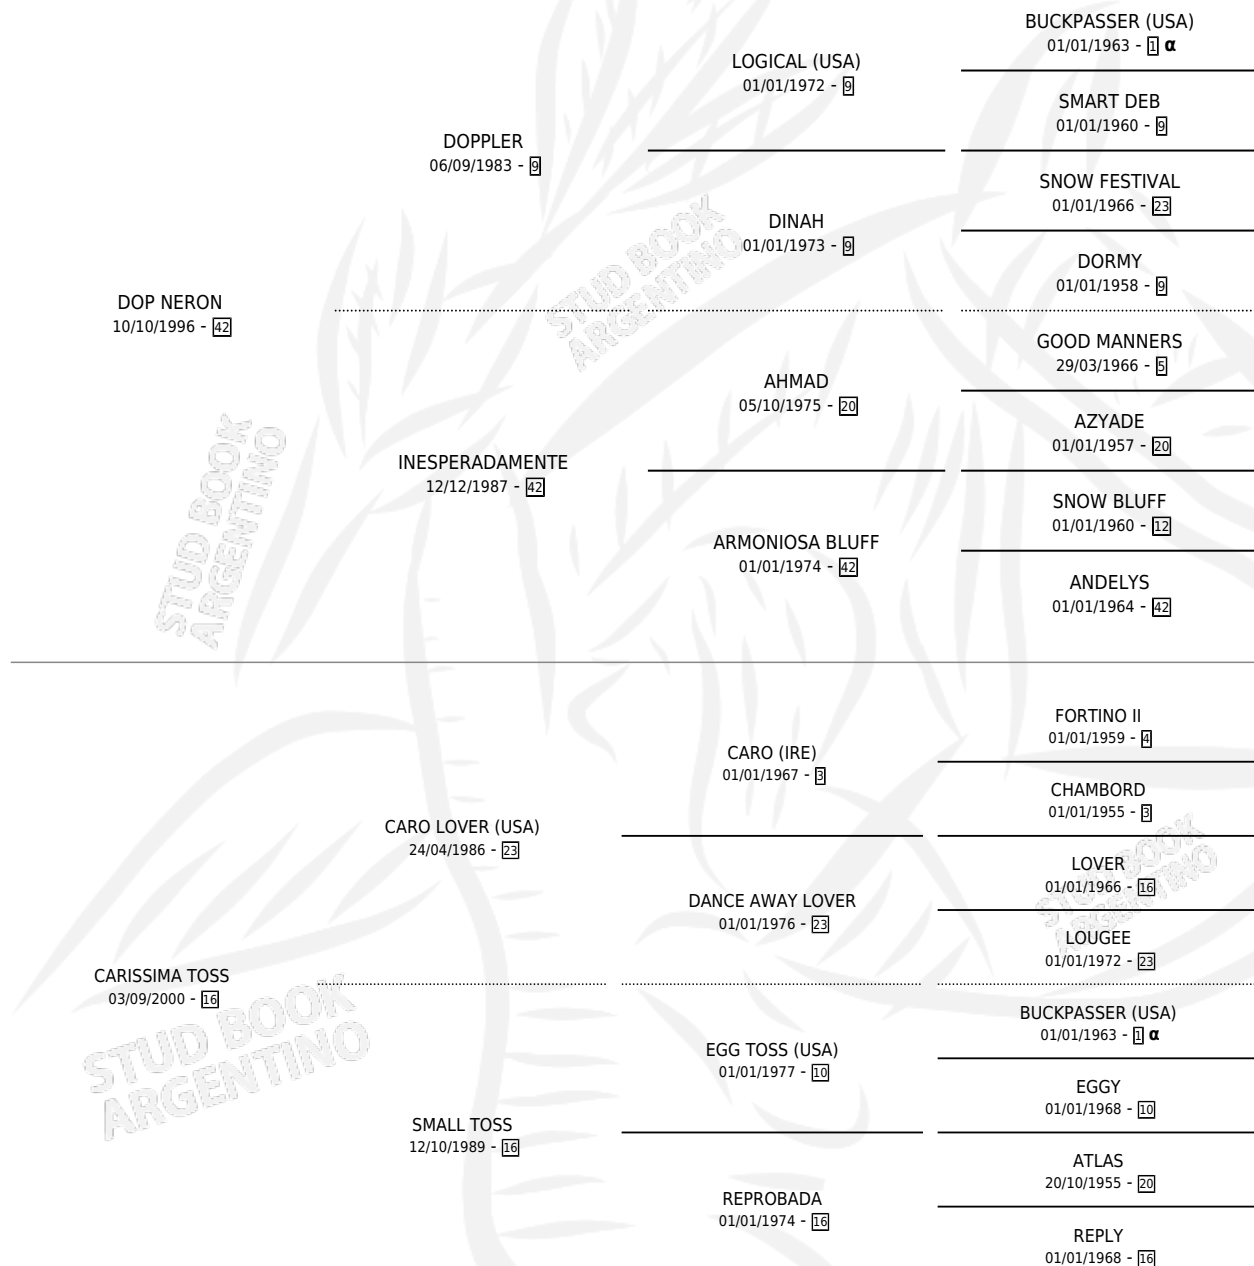 BUCKPASSER (USA)
01/01/1963 - 1 α
LOGICAL (USA)
01/01/1972 - 9
SMART DEB
01/01/1960 - 9
DOPPLER
06/09/1983 - 9
SNOW FESTIVAL
01/01/1966 - 23
DINAH
01/01/1973 - 9
DORMY
01/01/1958 - 9
DOP NERON
10/10/1996 - 42
GOOD MANNERS
29/03/1966 - 5
AHMAD
05/10/1975 - 20
AZYADE
01/01/1957 - 20
INESPERADAMENTE
12/12/1987 - 42
SNOW BLUFF
01/01/1960 - 12
ARMONIOSA BLUFF
01/01/1974 - 42
ANDELYS
01/01/1964 - 42
STUD BOOK
ARGENTINO
STUD BOOK
ARGENTINO
FORTINO II
01/01/1959 - 4
CARO (IRE)
01/01/1967 - 3
CHAMBORD
01/01/1955 - 3
CARO LOVER (USA)
24/04/1986 - 23
LOVER
01/01/1966 - 16
DANCE AWAY LOVER
01/01/1976 - 23
LOUGEE
01/01/1972 - 23
CARISSIMA TOSS
03/09/2000 - 16
BUCKPASSER (USA)
01/01/1963 - 1 α
EGG TOSS (USA)
01/01/1977 - 10
EGGY
01/01/1968 - 10
SMALL TOSS
12/10/1989 - 16
ATLAS
20/10/1955 - 20
REPROBADA
01/01/1974 - 16
REPLY
01/01/1968 - 16
STUD BOOK
ARGENTINO
STUD BOOK
ARGENTINO